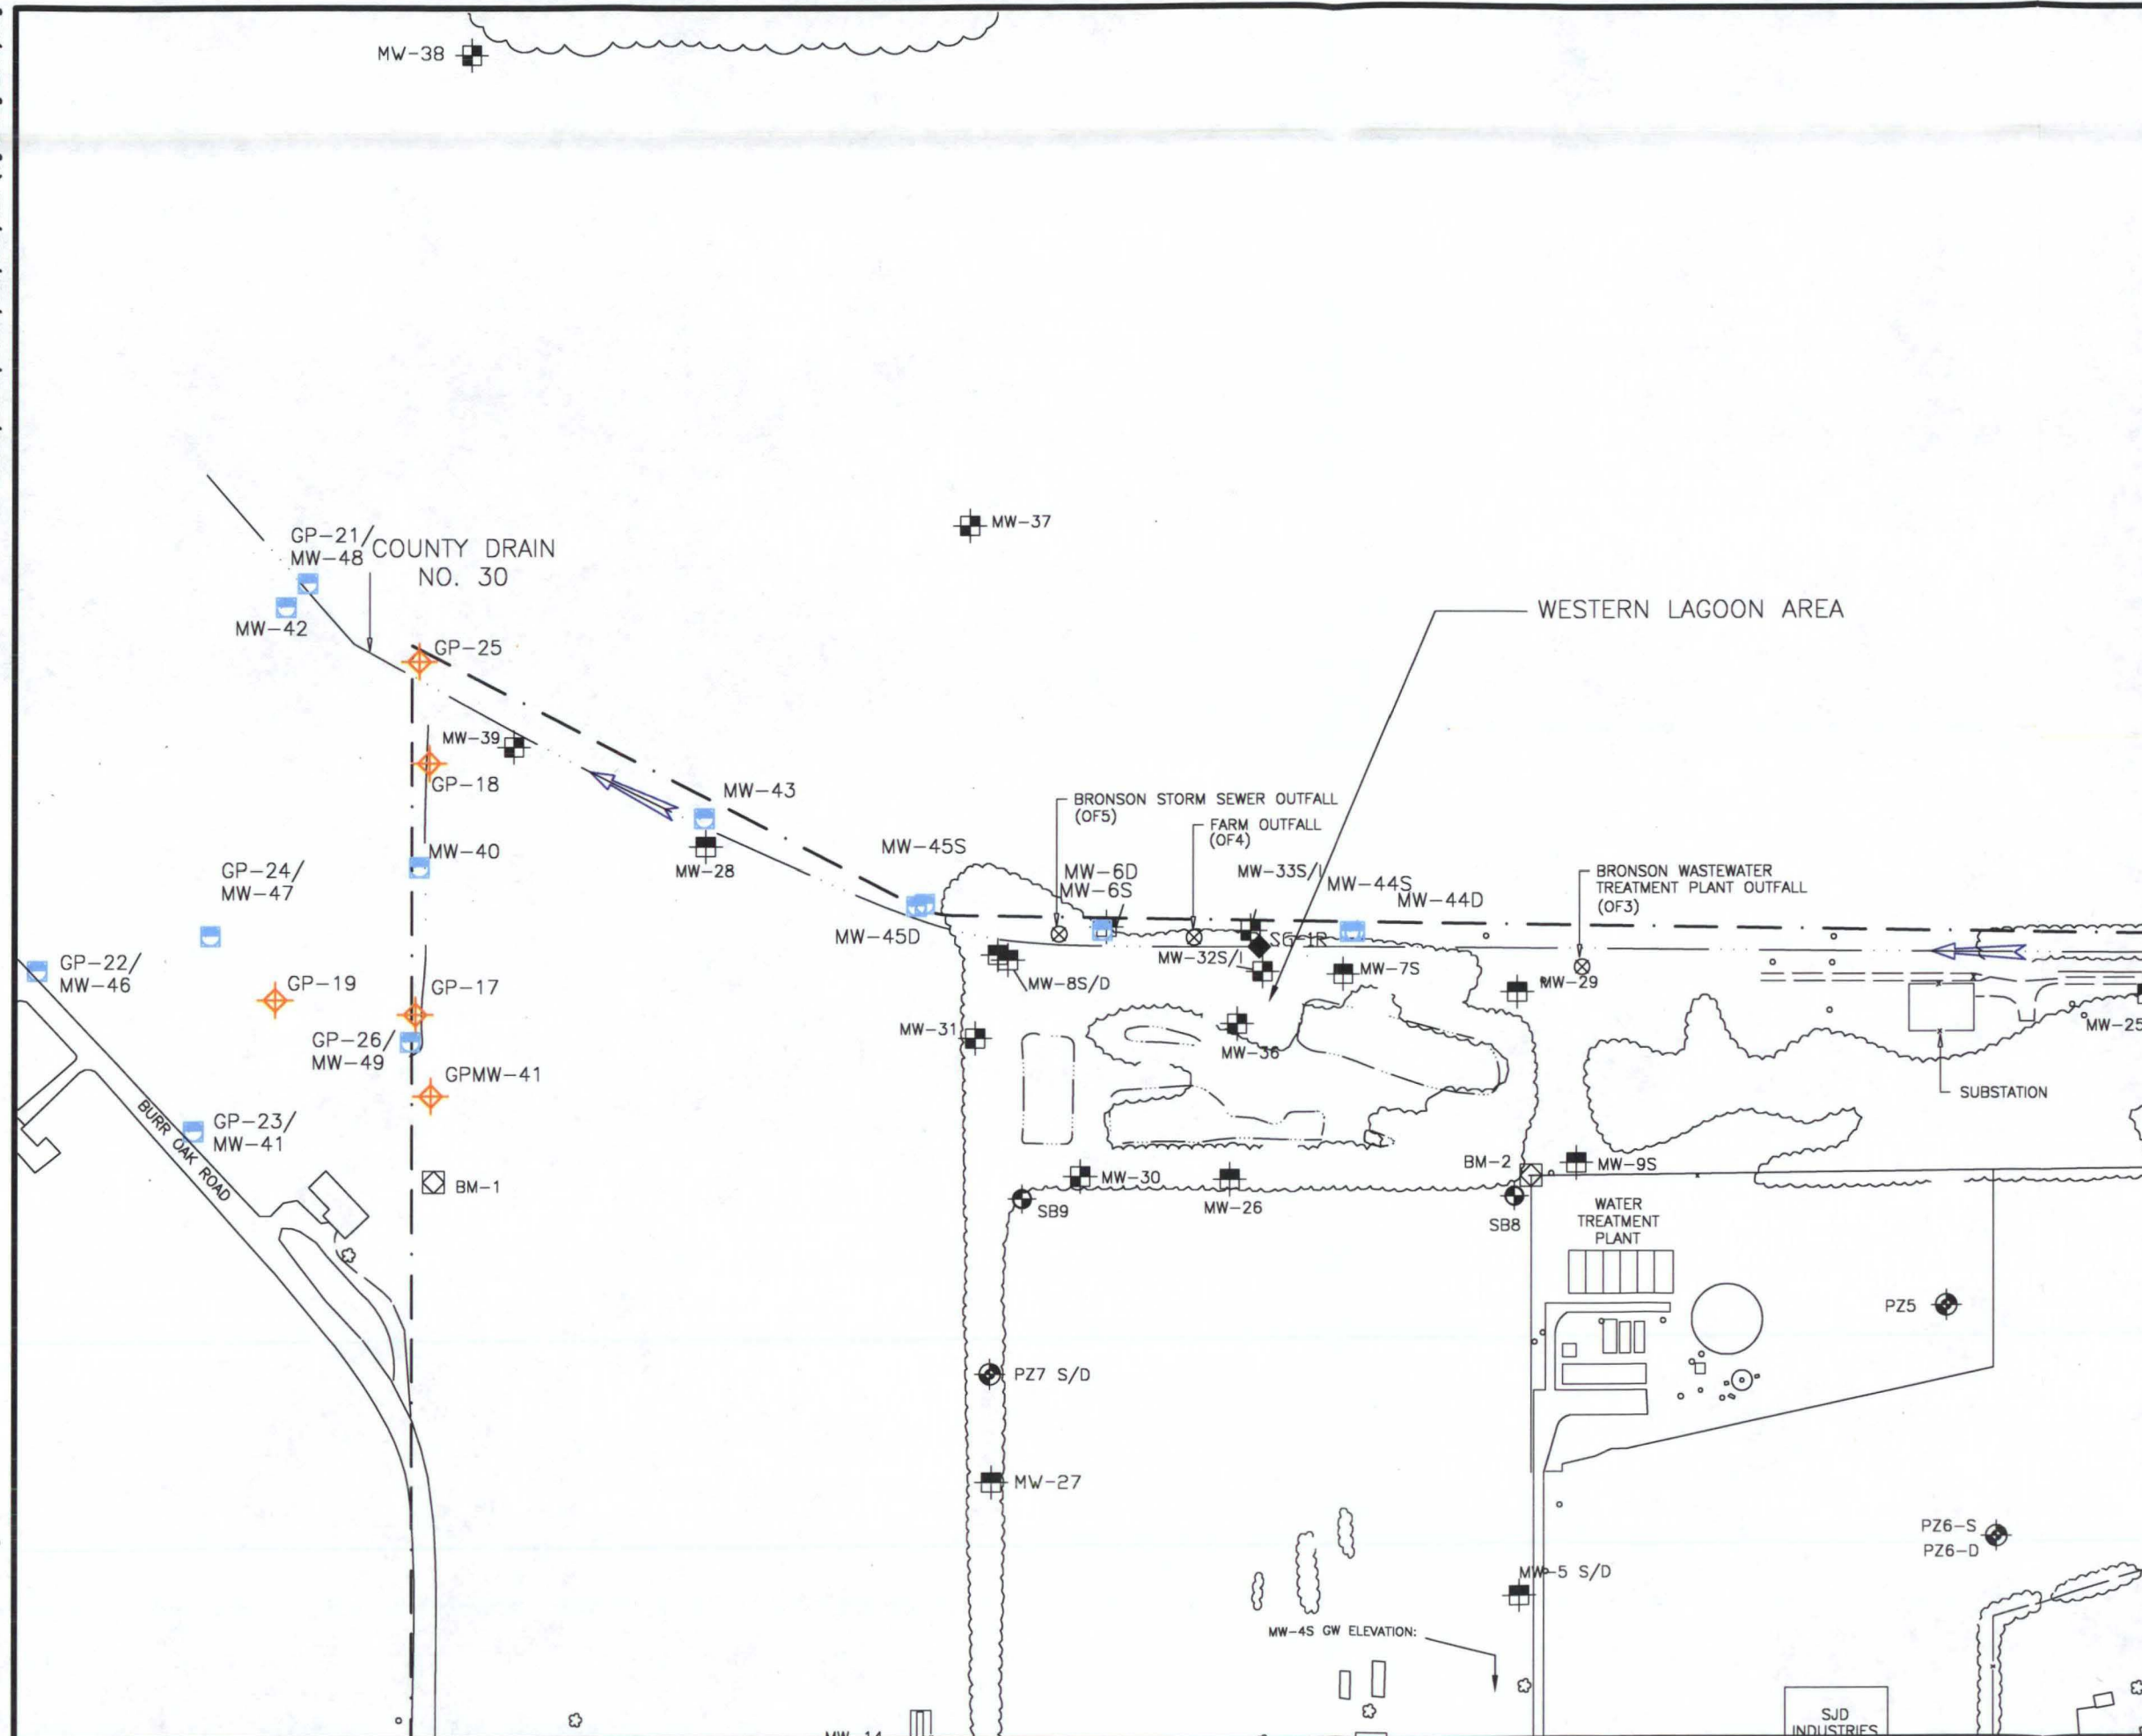 MW-38
MW-37
GP-21/
MW-48
COUNTY DRAIN
NO. 30
MW-42
GP-25
WESTERN LAGOON AREA
MW-39
GP-18
MW-43
MW-40
MW-28
BRONSON STORM SEWER OUTFALL
(OF5)
FARM OUTFALL
(OF4)
MW-45S
MW-6D
MW-6S
MW-33S/I
MW-44S
MW-44D
BRONSON WASTEWATER
TREATMENT PLANT OUTFALL
(OF3)
GP-24/
MW-47
MW-45D
SG-1R
MW-32S/I
MW-8S/D
MW-7S
MW-29
GP-22/
MW-46
GP-19
GP-17
MW-31
MW-36
MW-25
GP-26/
MW-49
GPMW-41
SUBSTATION
BURR OAK ROAD
GP-23/
MW-41
BM-1
MW-30
MW-26
SB9
BM-2
MW-9S
SB8
WATER
TREATMENT
PLANT
PZ5
PZ7 S/D
MW-27
PZ6-S
PZ6-D
MW-5 S/D
MW-4S GW ELEVATION:
SJD
INDUSTRIES
MW-14